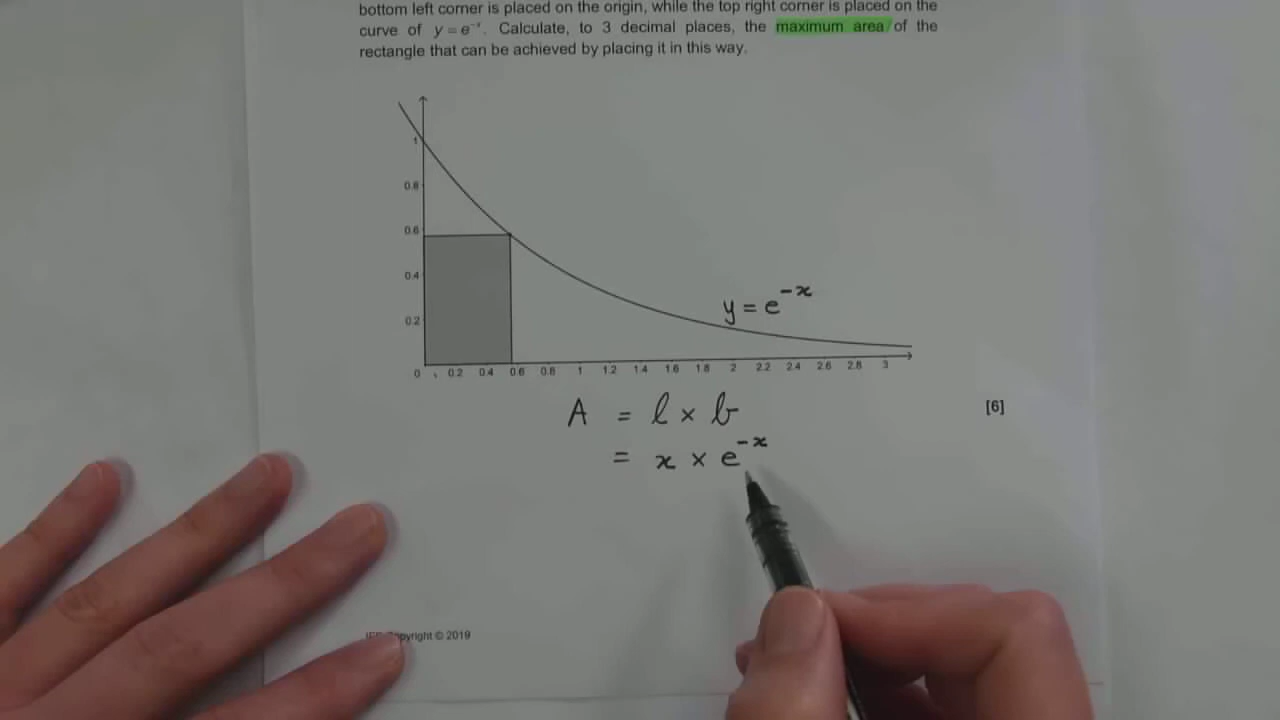 bottom left corner is placed on the origin, while the top right corner is placed on the
curve of y = e⁻ˣ. Calculate, to 3 decimal places, the maximum area of the
rectangle that can be achieved by placing it in this way.
1
0.8
0.6
0.4
0.2
y = e⁻ˣ
0 0.2 0.4 0.6 0.8 1 1.2 1.4 1.6 1.8 2 2.2 2.4 2.6 2.8 3
A = l × b
[6]
= x × e⁻ˣ
Copyright © 2019